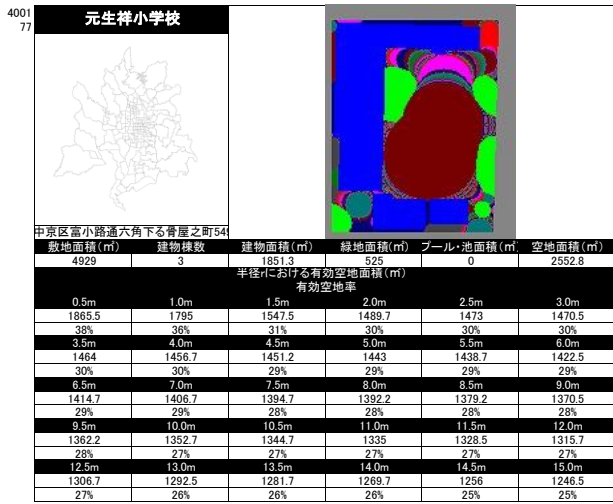 4001
77
元生祥小学校
中京区富小路通六角下る骨屋之町549
敷地面積(㎡) 建物棟数 建物面積(㎡) 緑地面積(㎡) プール・池面積(㎡ 空地面積(㎡)
4929 3 1851.3 525 0 2552.8
半径rにおける有効空地面積(㎡)
有効空地率
0.5m 1.0m 1.5m 2.0m 2.5m 3.0m
1865.5 1795 1547.5 1489.7 1473 1470.5
38% 36% 31% 30% 30% 30%
3.5m 4.0m 4.5m 5.0m 5.5m 6.0m
1464 1456.7 1451.2 1443 1438.7 1422.5
30% 30% 29% 29% 29% 29%
6.5m 7.0m 7.5m 8.0m 8.5m 9.0m
1414.7 1406.7 1394.7 1392.2 1379.2 1370.5
29% 29% 28% 28% 28% 28%
9.5m 10.0m 10.5m 11.0m 11.5m 12.0m
1362.2 1352.7 1344.7 1335 1328.5 1315.7
28% 27% 27% 27% 27% 27%
12.5m 13.0m 13.5m 14.0m 14.5m 15.0m
1306.7 1292.5 1281.7 1269.7 1256 1246.5
27% 26% 26% 26% 25% 25%